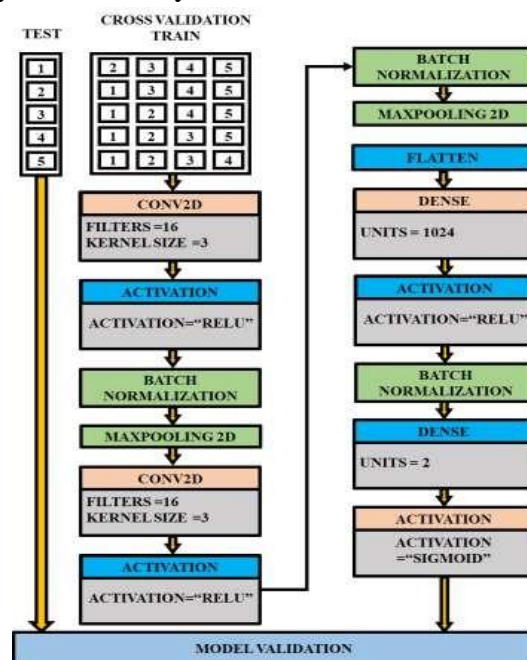 TEST
CROSS VALIDATION
TRAIN
1
2
3
4
5
2 3 4 5
1 3 4 5
1 2 4 5
1 2 3 5
1 2 3 4
CONV2D
FILTERS =16
KERNEL SIZE =3
ACTIVATION
ACTIVATION="RELU"
BATCH
NORMALIZATION
MAXPOOLING 2D
CONV2D
FILTERS =16
KERNEL SIZE =3
ACTIVATION
ACTIVATION="RELU"
BATCH
NORMALIZATION
MAXPOOLING 2D
FLATTEN
DENSE
UNITS = 1024
ACTIVATION
ACTIVATION="RELU"
BATCH
NORMALIZATION
DENSE
UNITS = 2
ACTIVATION
ACTIVATION
="SIGMOID"
MODEL VALIDATION